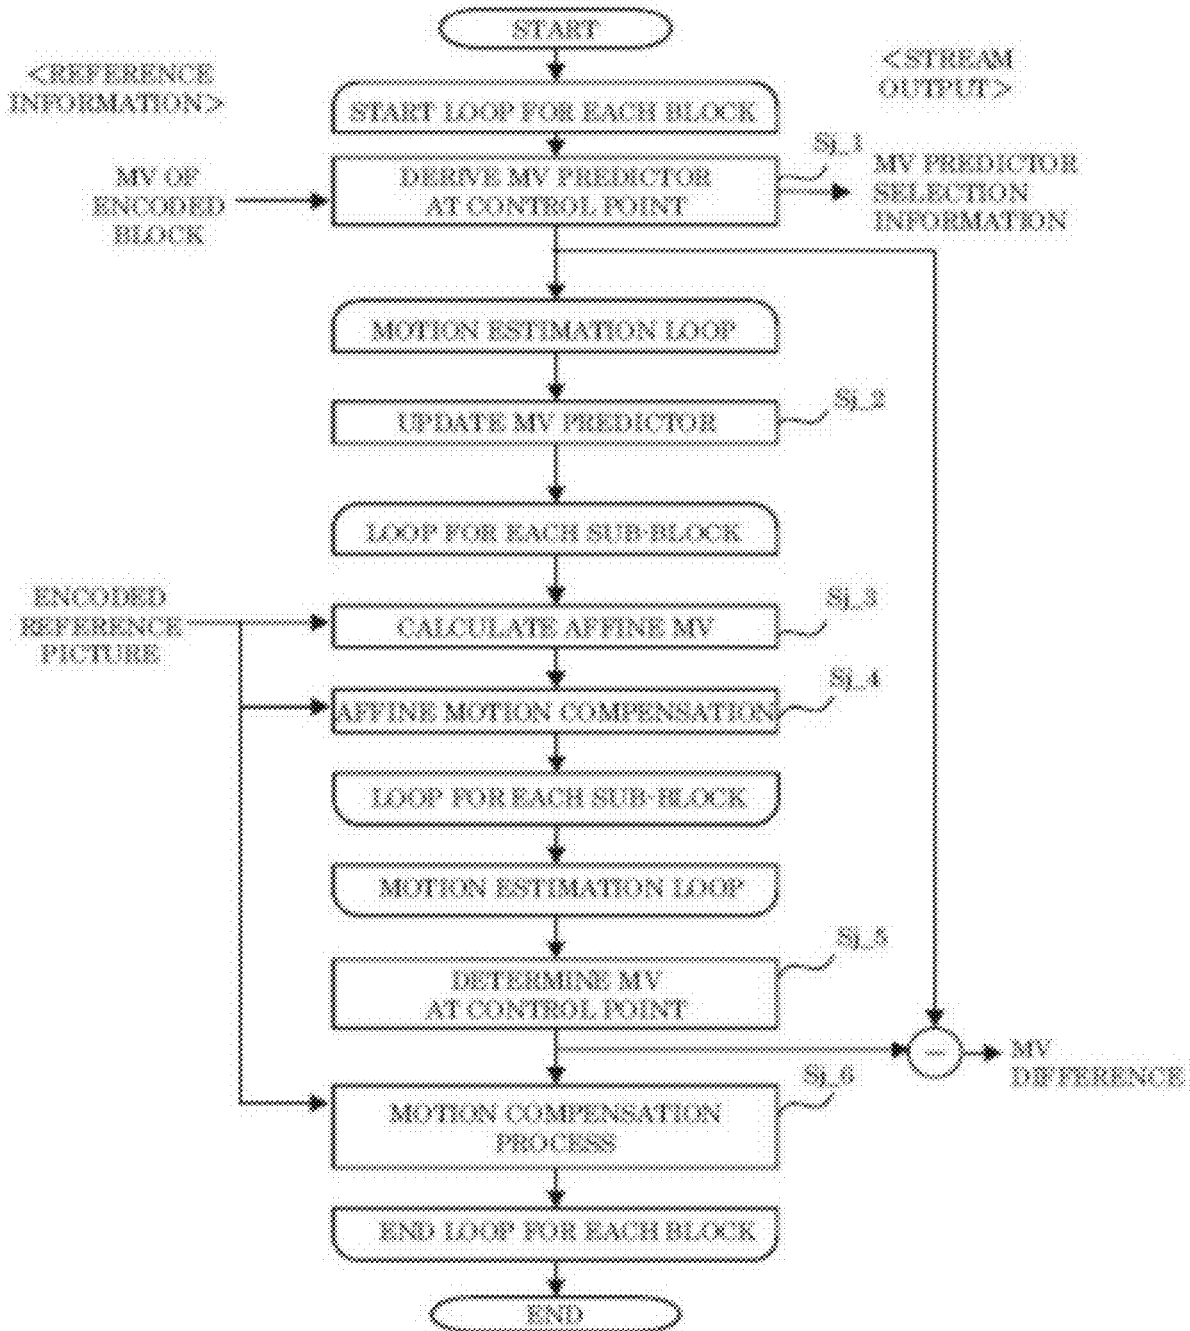 START
<REFERENCE
INFORMATION>
<STREAM
OUTPUT>
START LOOP FOR EACH BLOCK
Sj_1
MV OF
ENCODED
BLOCK
DERIVE MV PREDICTOR
AT CONTROL POINT
MV PREDICTOR
SELECTION
INFORMATION
MOTION ESTIMATION LOOP
Sj_2
UPDATE MV PREDICTOR
LOOP FOR EACH SUB-BLOCK
ENCODED
REFERENCE
PICTURE
Sj_3
CALCULATE AFFINE MV
Sj_4
AFFINE MOTION COMPENSATION
LOOP FOR EACH SUB-BLOCK
MOTION ESTIMATION LOOP
Sj_5
DETERMINE MV
AT CONTROL POINT
−
MV
DIFFERENCE
Sj_6
MOTION COMPENSATION
PROCESS
END LOOP FOR EACH BLOCK
END